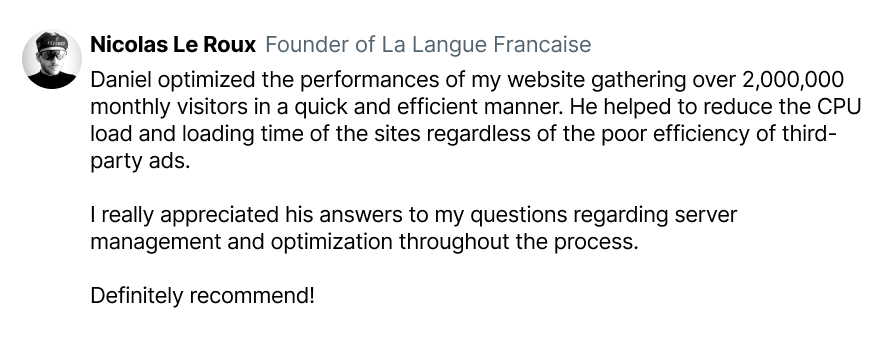 Nicolas Le Roux Founder of La Langue Francaise
Daniel optimized the performances of my website gathering over 2,000,000
monthly visitors in a quick and efficient manner. He helped to reduce the CPU
load and loading time of the sites regardless of the poor efficiency of third-
party ads.
I really appreciated his answers to my questions regarding server
management and optimization throughout the process.
Definitely recommend!